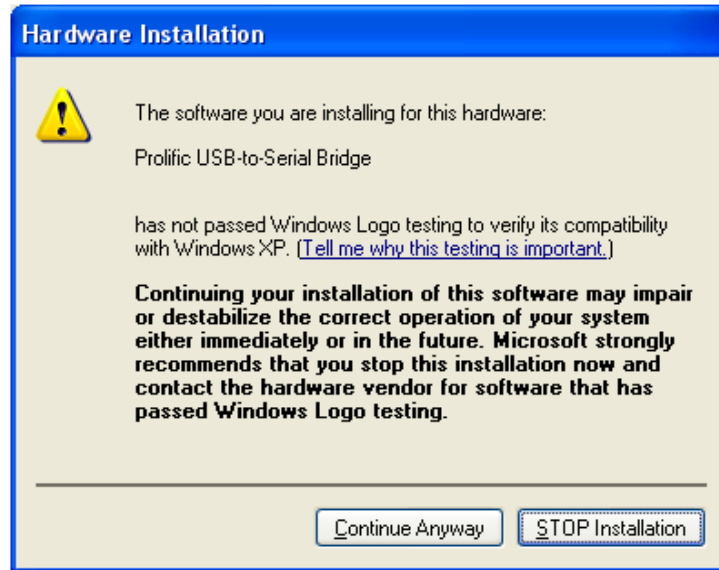 Hardware Installation
The software you are installing for this hardware:
Prolific USB-to-Serial Bridge
has not passed Windows Logo testing to verify its compatibility
with Windows XP. (Tell me why this testing is important.)
Continuing your installation of this software may impair
or destabilize the correct operation of your system
either immediately or in the future. Microsoft strongly
recommends that you stop this installation now and
contact the hardware vendor for software that has
passed Windows Logo testing.
Continue Anyway
STOP Installation